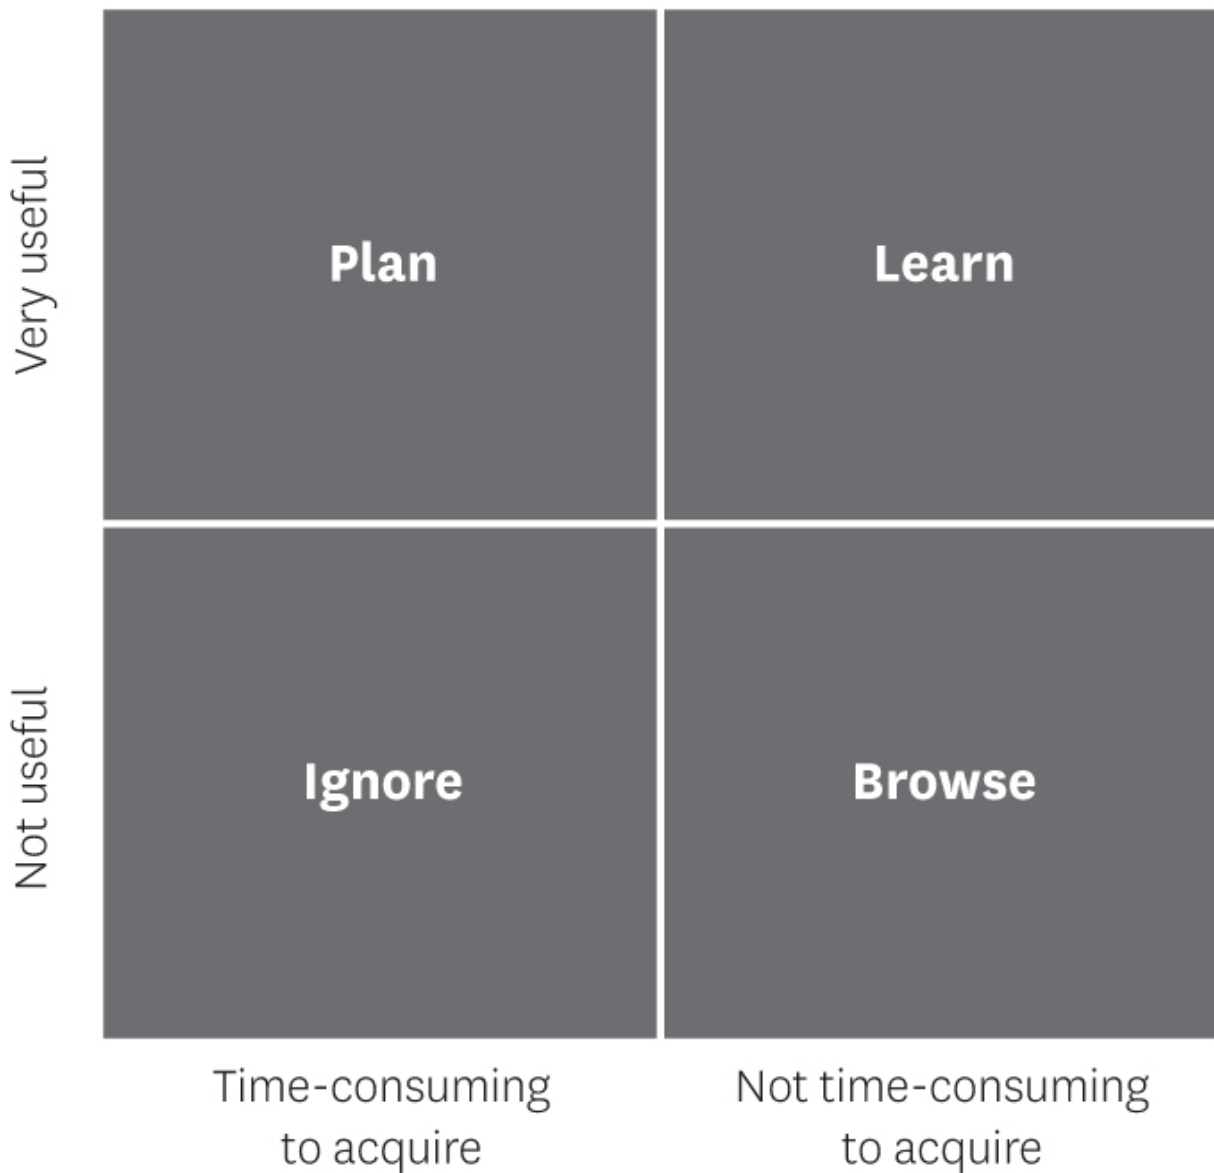 Very useful
Plan
Learn
Not useful
Ignore
Browse
Time-consuming
to acquire
Not time-consuming
to acquire